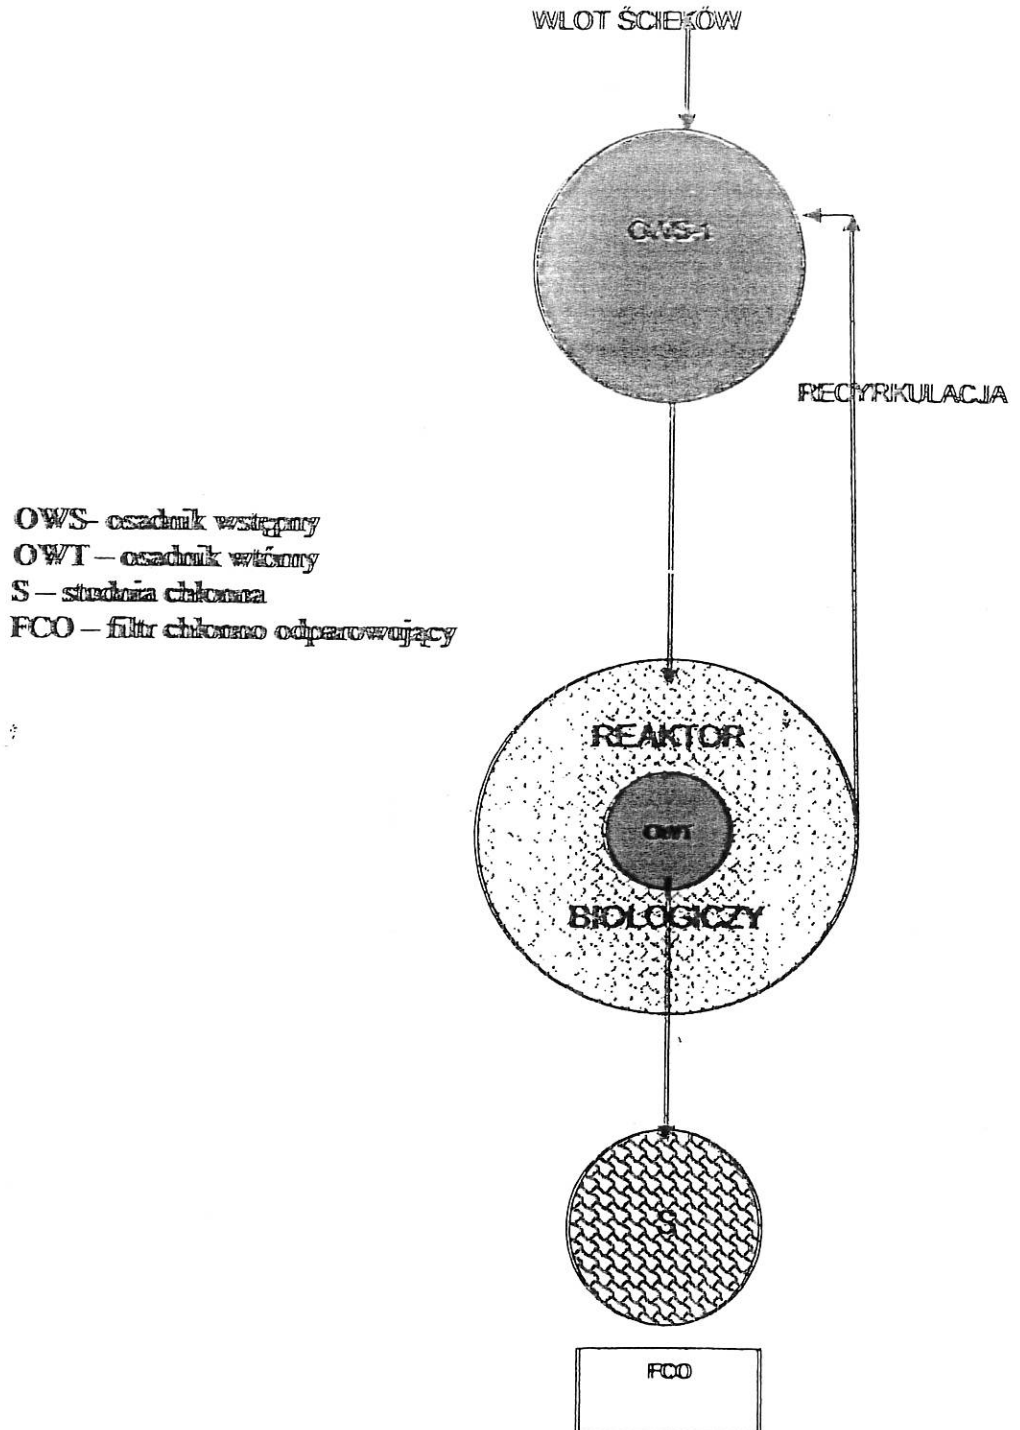 WLOT ŚCIEKÓW
OWS-1
RECYRKULACJA
OWS– osadnik wstępny
OWT – osadnik wtórny
S – studnia chłonna
FCO – filtr chłonno odparowujący
REAKTOR
OWT
BIOLOGICZY
S
FCO